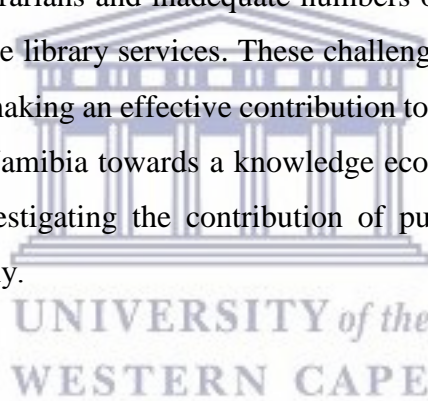 rarians and inadequate numbers o
e library services. These challeng
making an effective contribution to
Namibia towards a knowledge eco
estigating the contribution of pu
y.
UNIVERSITY of the
WESTERN CAPE